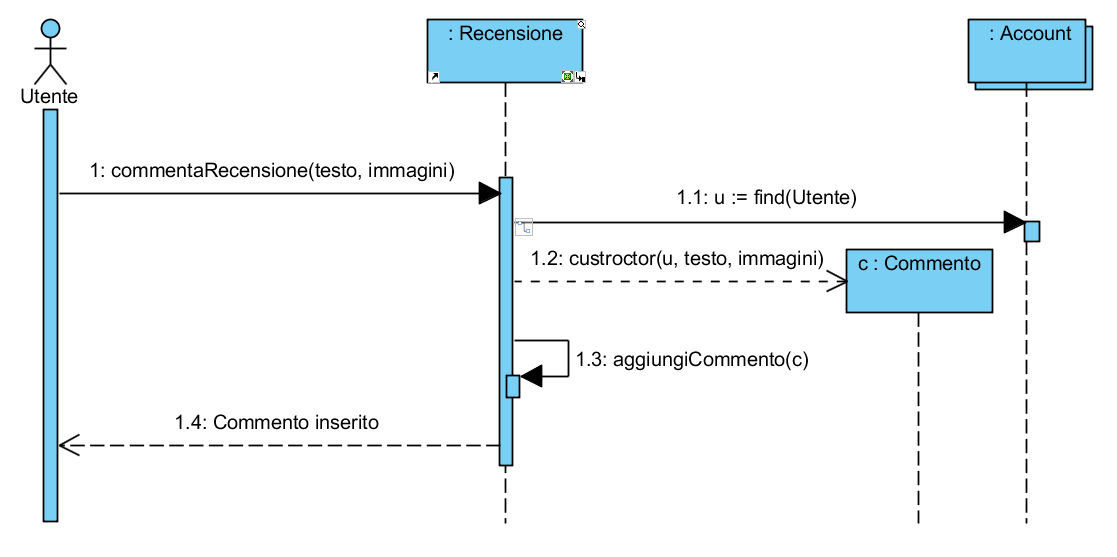 : Recensione
: Account
Utente
1: commentaRecensione(testo, immagini)
1.1: u := find(Utente)
1.2: custroctor(u, testo, immagini)
c : Commento
1.3: aggiungiCommento(c)
1.4: Commento inserito